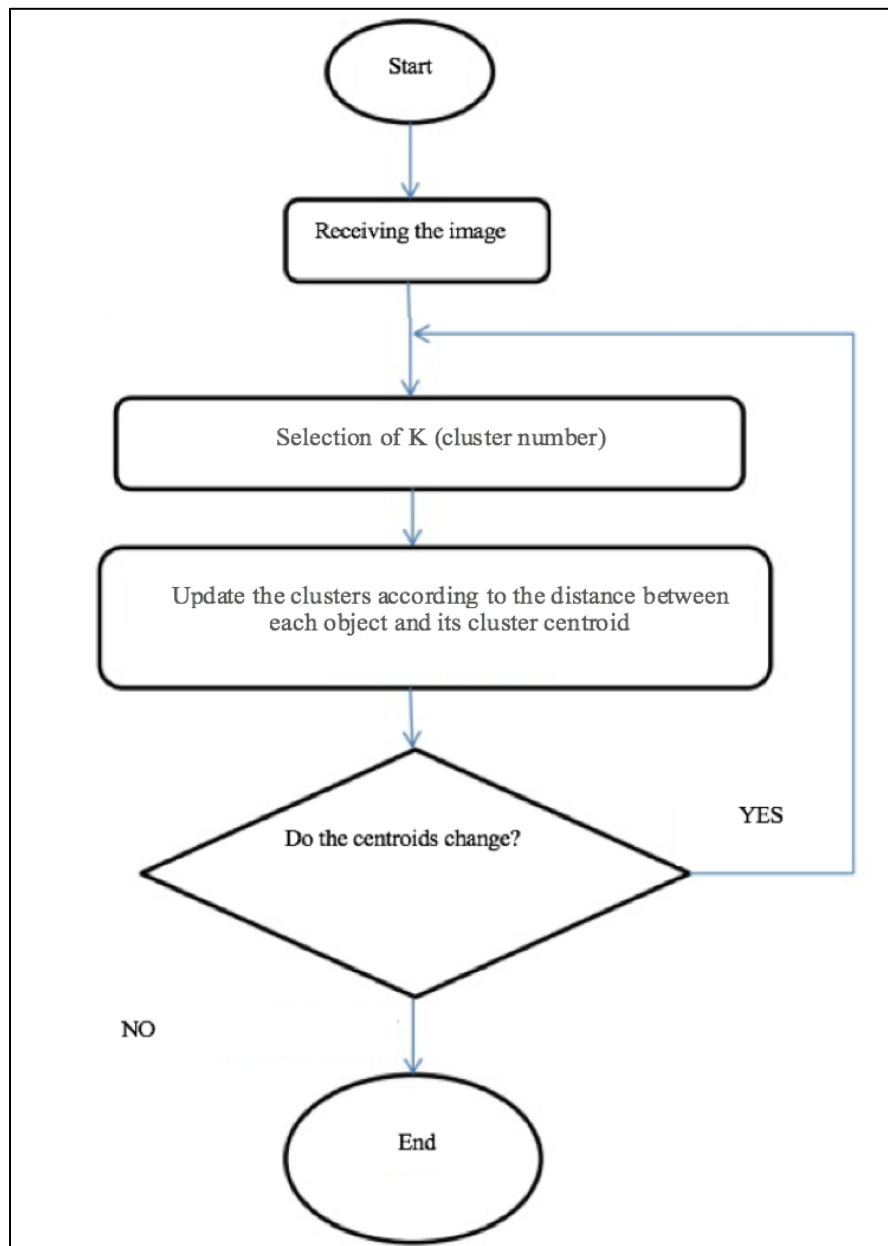 Start
Receiving the image
Selection of K (cluster number)
Update the clusters according to the distance between
each object and its cluster centroid
Do the centroids change?
YES
NO
End